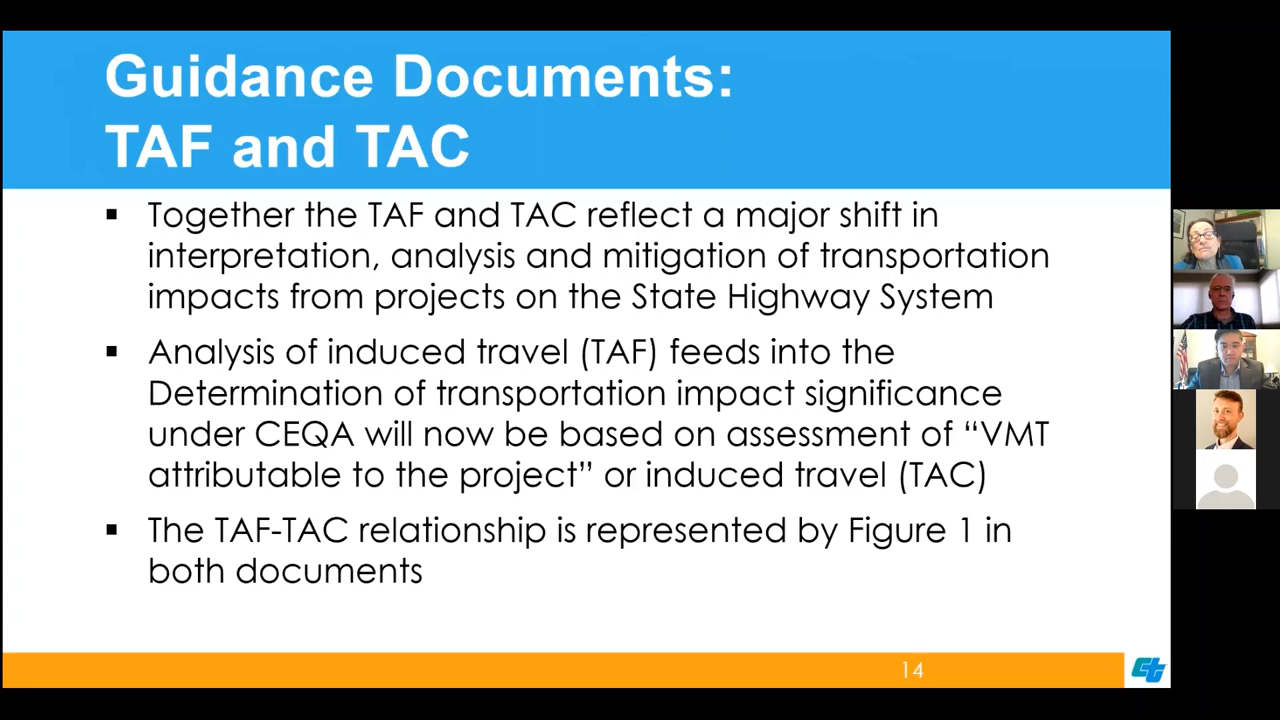 Guidance Documents:
TAF and TAC
▪ Together the TAF and TAC reflect a major shift in
interpretation, analysis and mitigation of transportation
impacts from projects on the State Highway System
▪ Analysis of induced travel (TAF) feeds into the
Determination of transportation impact significance
under CEQA will now be based on assessment of “VMT
attributable to the project” or induced travel (TAC)
▪ The TAF-TAC relationship is represented by Figure 1 in
both documents
14